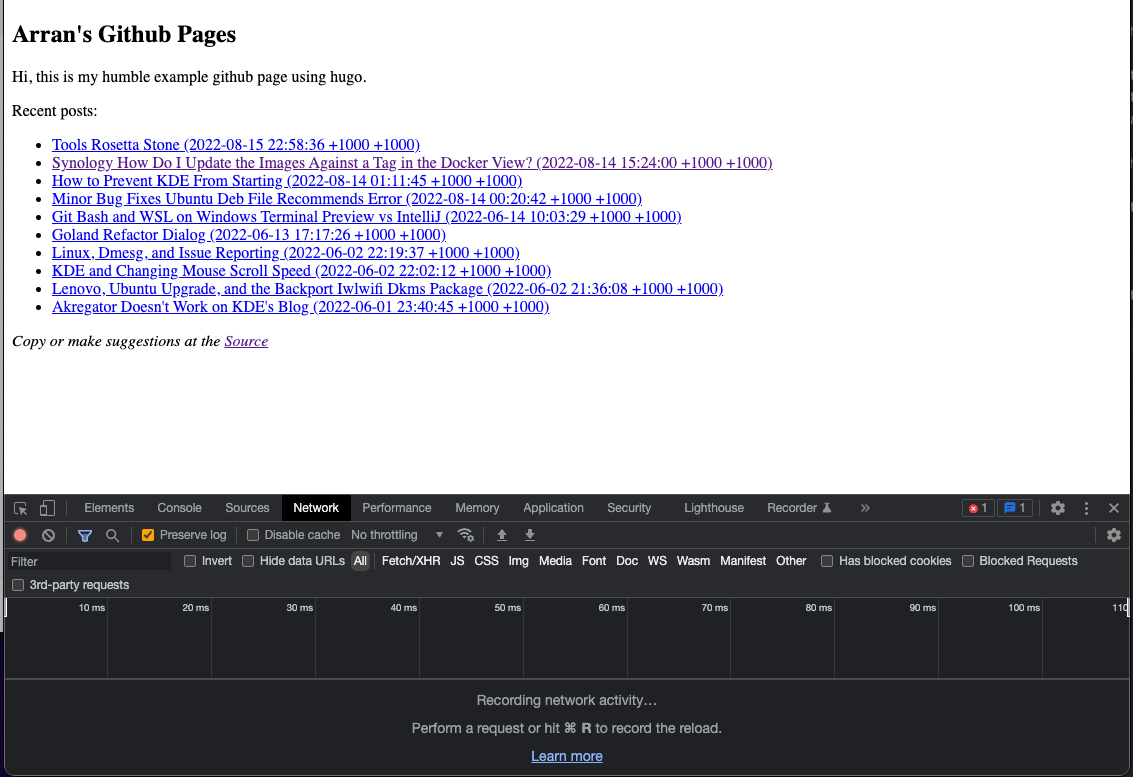 Arran's Github Pages
Hi, this is my humble example github page using hugo.
Recent posts:
Tools Rosetta Stone (2022-08-15 22:58:36 +1000 +1000)
Synology How Do I Update the Images Against a Tag in the Docker View? (2022-08-14 15:24:00 +1000 +1000)
How to Prevent KDE From Starting (2022-08-14 01:11:45 +1000 +1000)
Minor Bug Fixes Ubuntu Deb File Recommends Error (2022-08-14 00:20:42 +1000 +1000)
Git Bash and WSL on Windows Terminal Preview vs IntelliJ (2022-06-14 10:03:29 +1000 +1000)
Goland Refactor Dialog (2022-06-13 17:17:26 +1000 +1000)
Linux, Dmesg, and Issue Reporting (2022-06-02 22:19:37 +1000 +1000)
KDE and Changing Mouse Scroll Speed (2022-06-02 22:02:12 +1000 +1000)
Lenovo, Ubuntu Upgrade, and the Backport Iwlwifi Dkms Package (2022-06-02 21:36:08 +1000 +1000)
Akregator Doesn't Work on KDE's Blog (2022-06-01 23:40:45 +1000 +1000)
Copy or make suggestions at the Source
Elements Console Sources Network Performance Memory Application Security Lighthouse Recorder » 1 1
Preserve log Disable cache No throttling
Filter Invert Hide data URLs All Fetch/XHR JS CSS Img Media Font Doc WS Wasm Manifest Other Has blocked cookies Blocked Requests
3rd-party requests
10 ms 20 ms 30 ms 40 ms 50 ms 60 ms 70 ms 80 ms 90 ms 100 ms 110
Recording network activity…
Perform a request or hit ⌘ R to record the reload.
Learn more